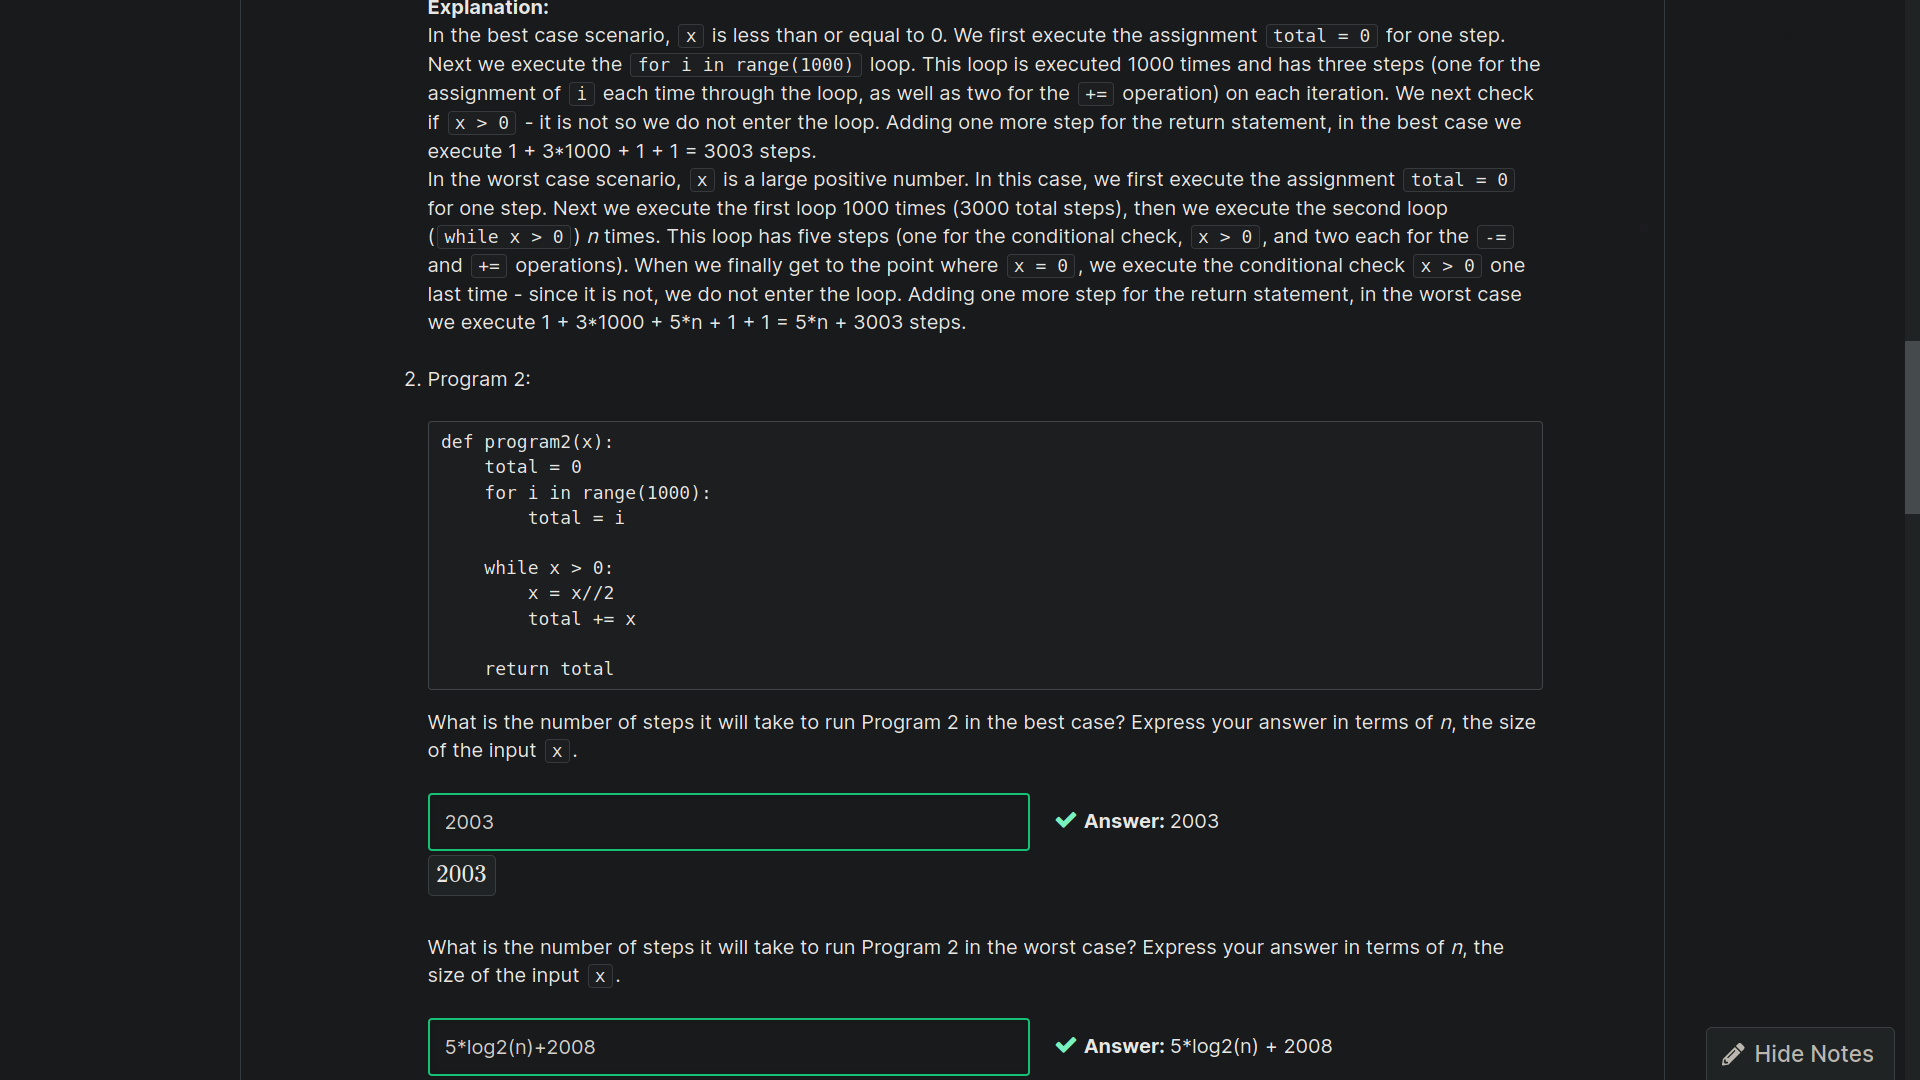 Explanation:
In the best case scenario, x is less than or equal to 0. We first execute the assignment total = 0 for one step.
Next we execute the for i in range(1000) loop. This loop is executed 1000 times and has three steps (one for the
assignment of i each time through the loop, as well as two for the += operation) on each iteration. We next check
if x > 0 - it is not so we do not enter the loop. Adding one more step for the return statement, in the best case we
execute 1 + 3*1000 + 1 + 1 = 3003 steps.
In the worst case scenario, x is a large positive number. In this case, we first execute the assignment total = 0
for one step. Next we execute the first loop 1000 times (3000 total steps), then we execute the second loop
( while x > 0 ) n times. This loop has five steps (one for the conditional check, x > 0 , and two each for the -=
and += operations). When we finally get to the point where x = 0 , we execute the conditional check x > 0 one
last time - since it is not, we do not enter the loop. Adding one more step for the return statement, in the worst case
we execute 1 + 3*1000 + 5*n + 1 + 1 = 5*n + 3003 steps.
2. Program 2:
def program2(x):
    total = 0
    for i in range(1000):
        total = i
    while x > 0:
        x = x//2
        total += x
    return total
What is the number of steps it will take to run Program 2 in the best case? Express your answer in terms of n, the size
of the input x .
2003
Answer: 2003
2003
What is the number of steps it will take to run Program 2 in the worst case? Express your answer in terms of n, the
size of the input x .
5*log2(n)+2008
Answer: 5*log2(n) + 2008
Hide Notes